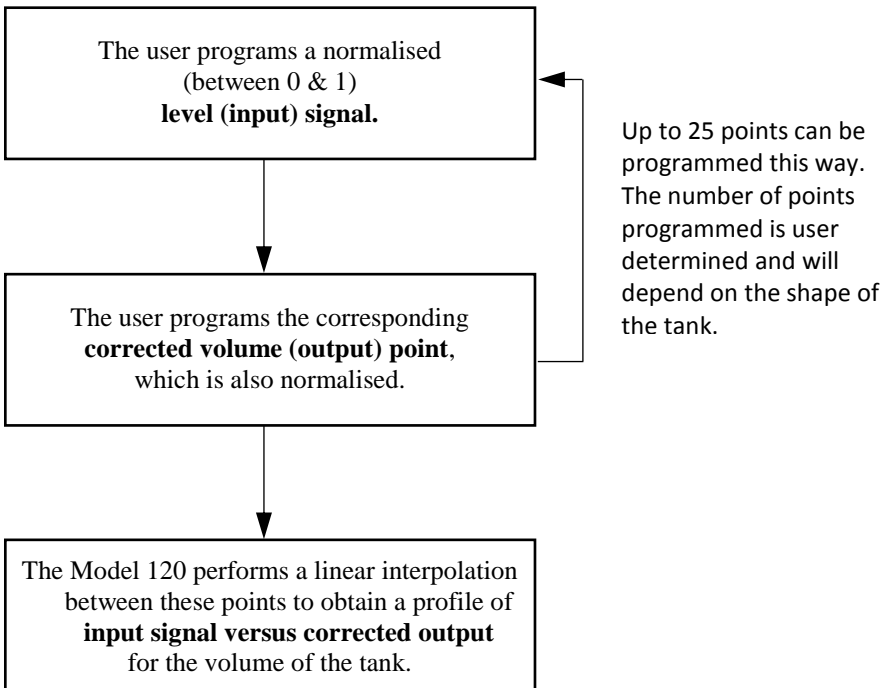 The user programs a normalised
(between 0 & 1)
level (input) signal.
Up to 25 points can be
programmed this way.
The number of points
programmed is user
determined and will
depend on the shape of
the tank.
The user programs the corresponding
corrected volume (output) point,
which is also normalised.
The Model 120 performs a linear interpolation
between these points to obtain a profile of
input signal versus corrected output
for the volume of the tank.